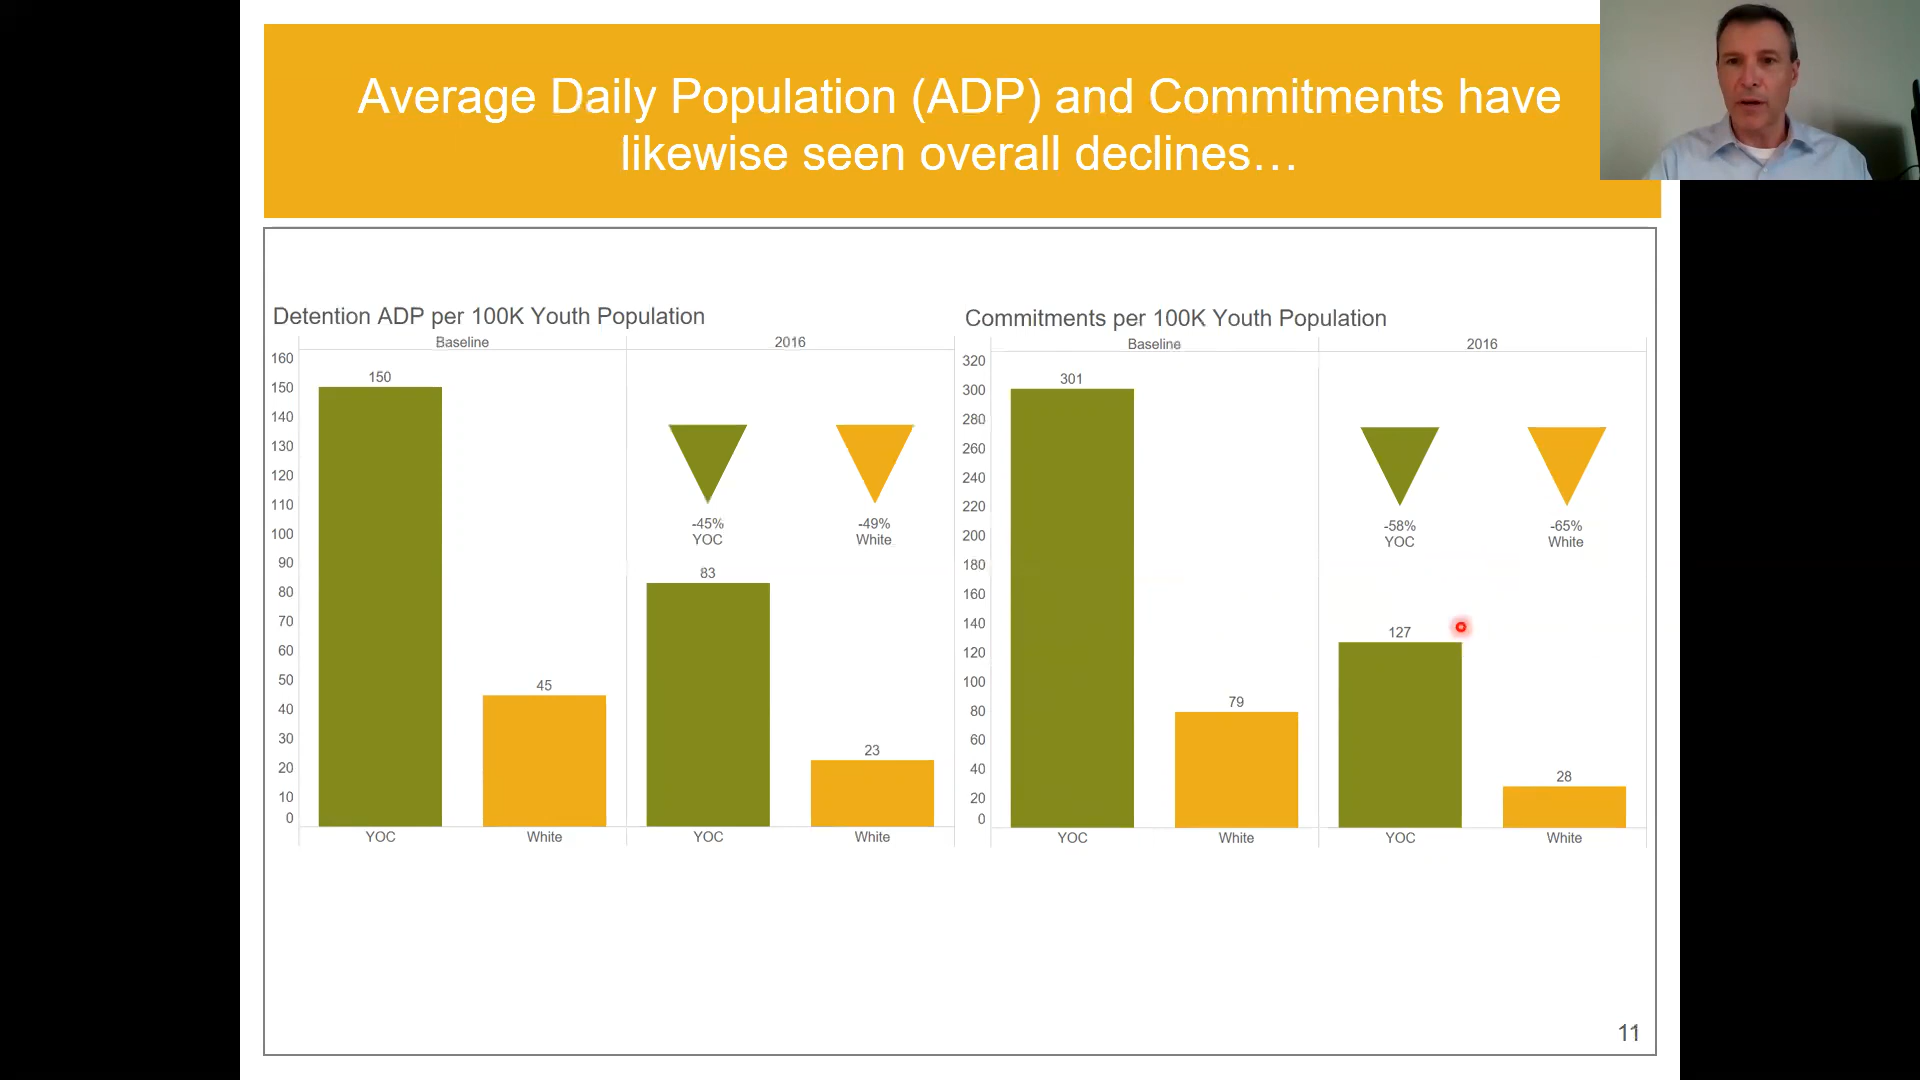 Average Daily Population (ADP) and Commitments have
likewise seen overall declines…
Detention ADP per 100K Youth Population
Baseline
2016
160
150
140
130
120
110
100
90
80
70
60
50
40
30
20
10
0
150
45
83
23
-45%
YOC
-49%
White
YOC
White
YOC
White
Commitments per 100K Youth Population
Baseline
2016
320
300
280
260
240
220
200
180
160
140
120
100
80
60
40
20
0
301
79
127
28
-58%
YOC
-65%
White
YOC
White
YOC
White
11